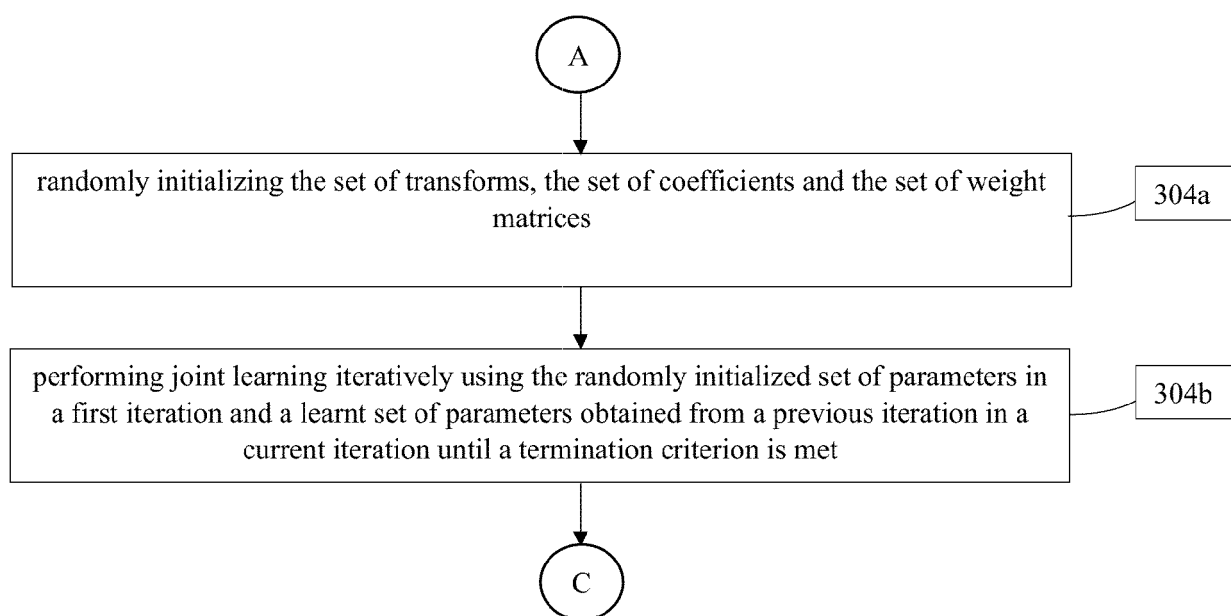 A
randomly initializing the set of transforms, the set of coefficients and the set of weight
matrices
304a
performing joint learning iteratively using the randomly initialized set of parameters in
a first iteration and a learnt set of parameters obtained from a previous iteration in a
current iteration until a termination criterion is met
304b
C